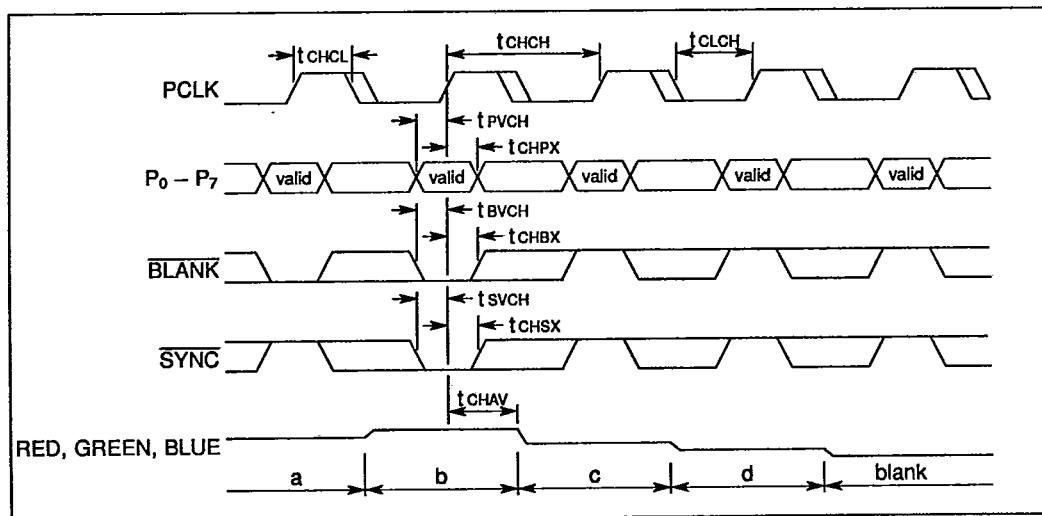 tCHCL tCHCH tCLCH
PCLK
tPVCH
tCHPX
P0 – P7 valid valid valid valid valid
tBVCH
tCHBX
BLANK
tSVCH
tCHSX
SYNC
tCHAV
RED, GREEN, BLUE
a b c d blank